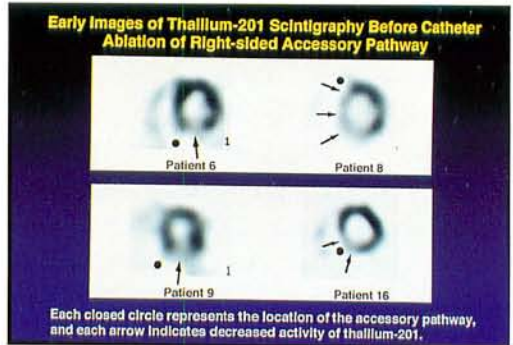 Early Images of Thallium-201 Scintigraphy Before Catheter
Ablation of Right-sided Accessory Pathway
1
Patient 6
Patient 8
1
Patient 9
Patient 16
Each closed circle represents the location of the accessory pathway,
and each arrow indicates decreased activity of thallium-201.